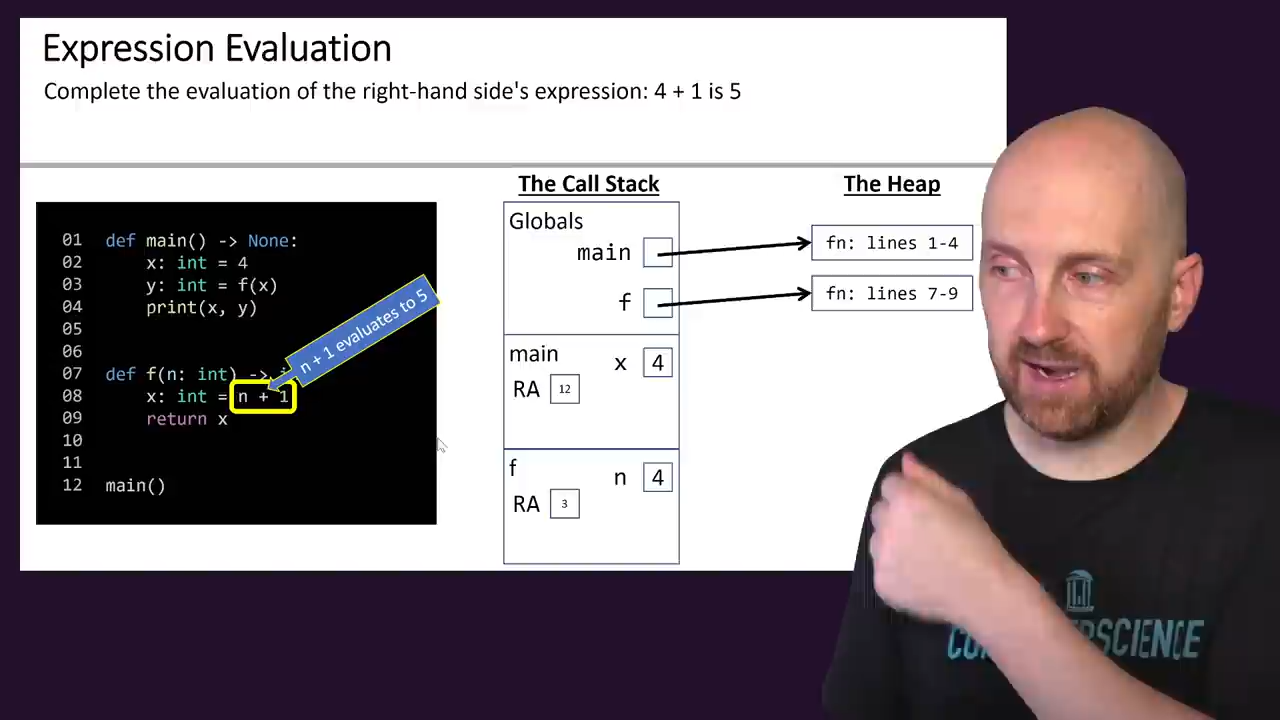 Expression Evaluation
Complete the evaluation of the right-hand side's expression: 4 + 1 is 5
The Call Stack
The Heap
01 def main() -> None:
02 x: int = 4
03 y: int = f(x)
04 print(x, y)
05
06
07 def f(n: int) ->
08 x: int = n + 1
09 return x
10
11
12 main()
n + 1 evaluates to 5
Globals
main
f
fn: lines 1-4
fn: lines 7-9
main
x 4
RA 12
f
n 4
RA 3
SCIENCE